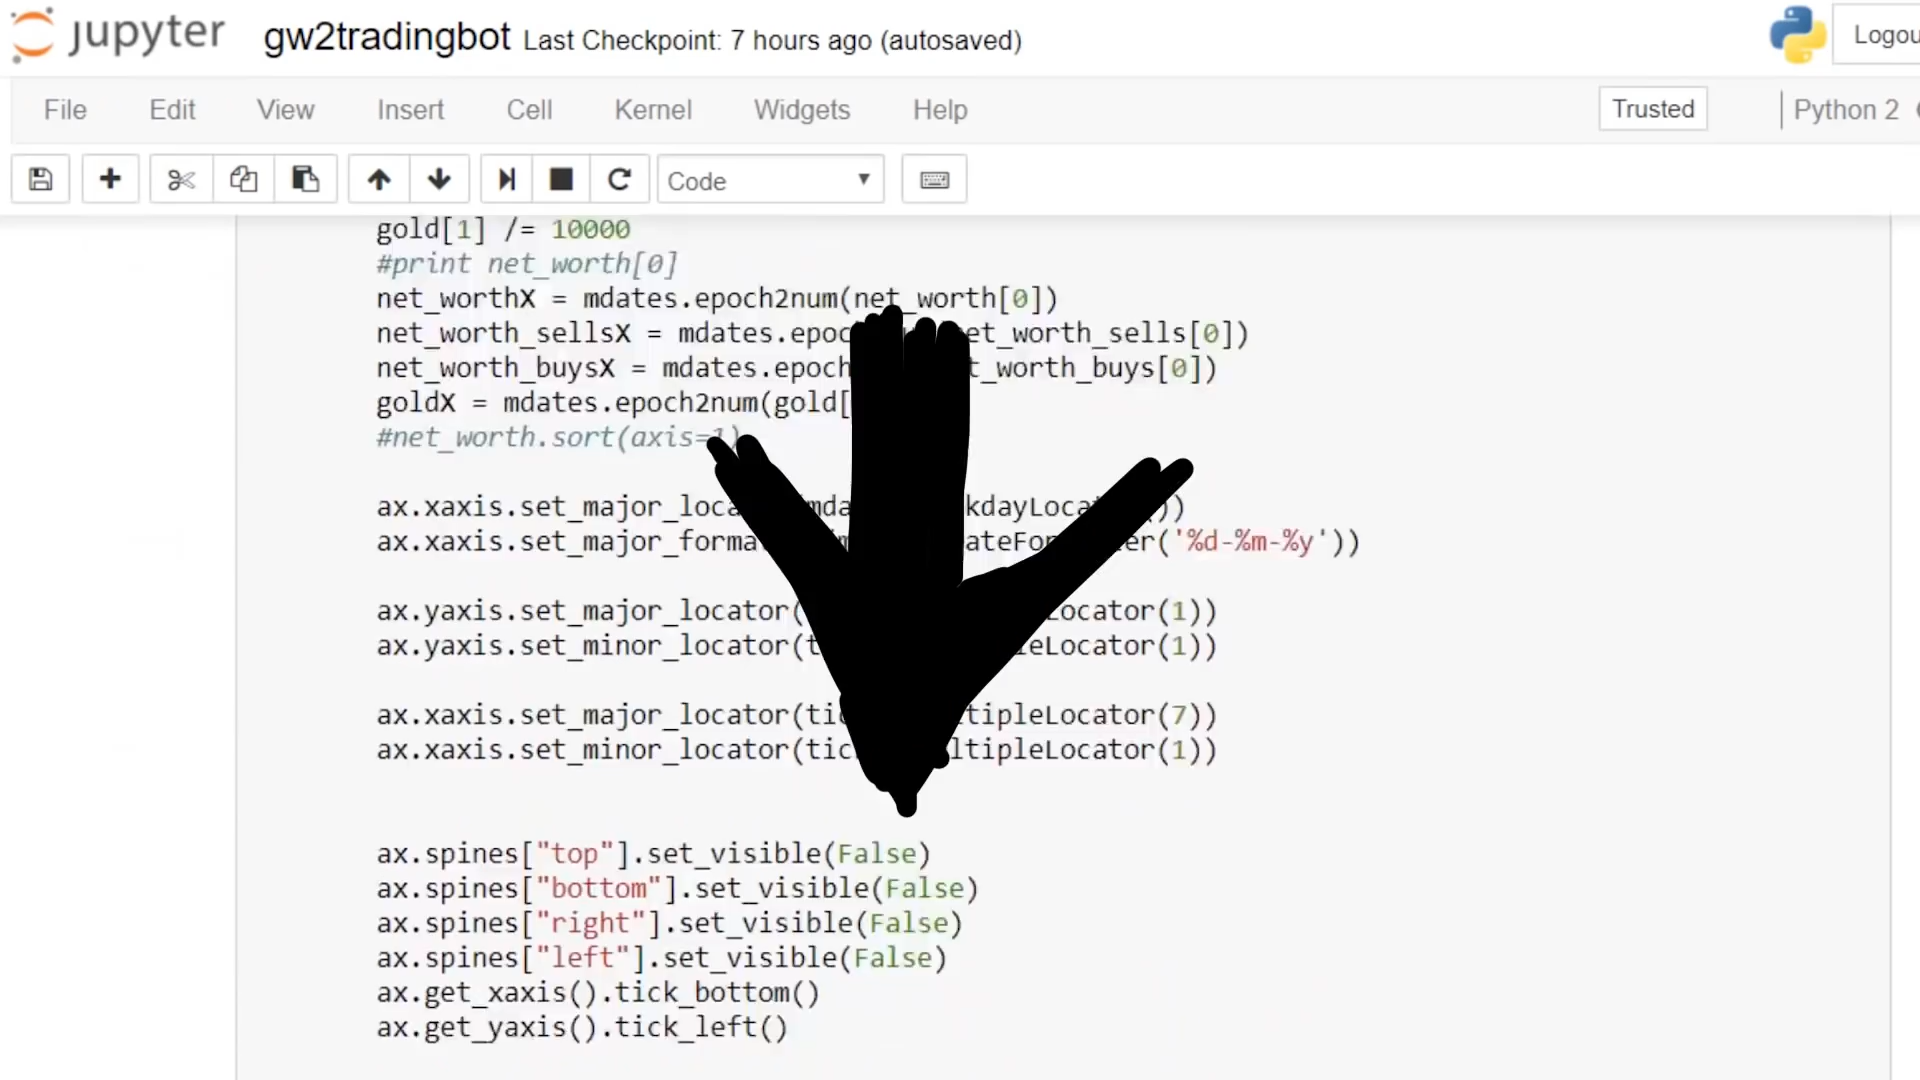 jupyter gw2tradingbot Last Checkpoint: 7 hours ago (autosaved) Logou
File Edit View Insert Cell Kernel Widgets Help Trusted Python 2
Code
gold[1] /= 10000
#print net_worth[0]
net_worthX = mdates.epoch2num(net_worth[0])
net_worth_sellsX = mdates.epoc et_worth_sells[0])
net_worth_buysX = mdates.epoch t_worth_buys[0])
goldX = mdates.epoch2num(gold[
#net_worth.sort(axis=1)
ax.xaxis.set_major_loca mda kdayLoca ))
ax.xaxis.set_major_forma ateFo er('%d-%m-%y'))
ax.yaxis.set_major_locator( Locator(1))
ax.yaxis.set_minor_locator(t leLocator(1))
ax.xaxis.set_major_locator(tic tipleLocator(7))
ax.xaxis.set_minor_locator(tic ltipleLocator(1))
ax.spines["top"].set_visible(False)
ax.spines["bottom"].set_visible(False)
ax.spines["right"].set_visible(False)
ax.spines["left"].set_visible(False)
ax.get_xaxis().tick_bottom()
ax.get_yaxis().tick_left()